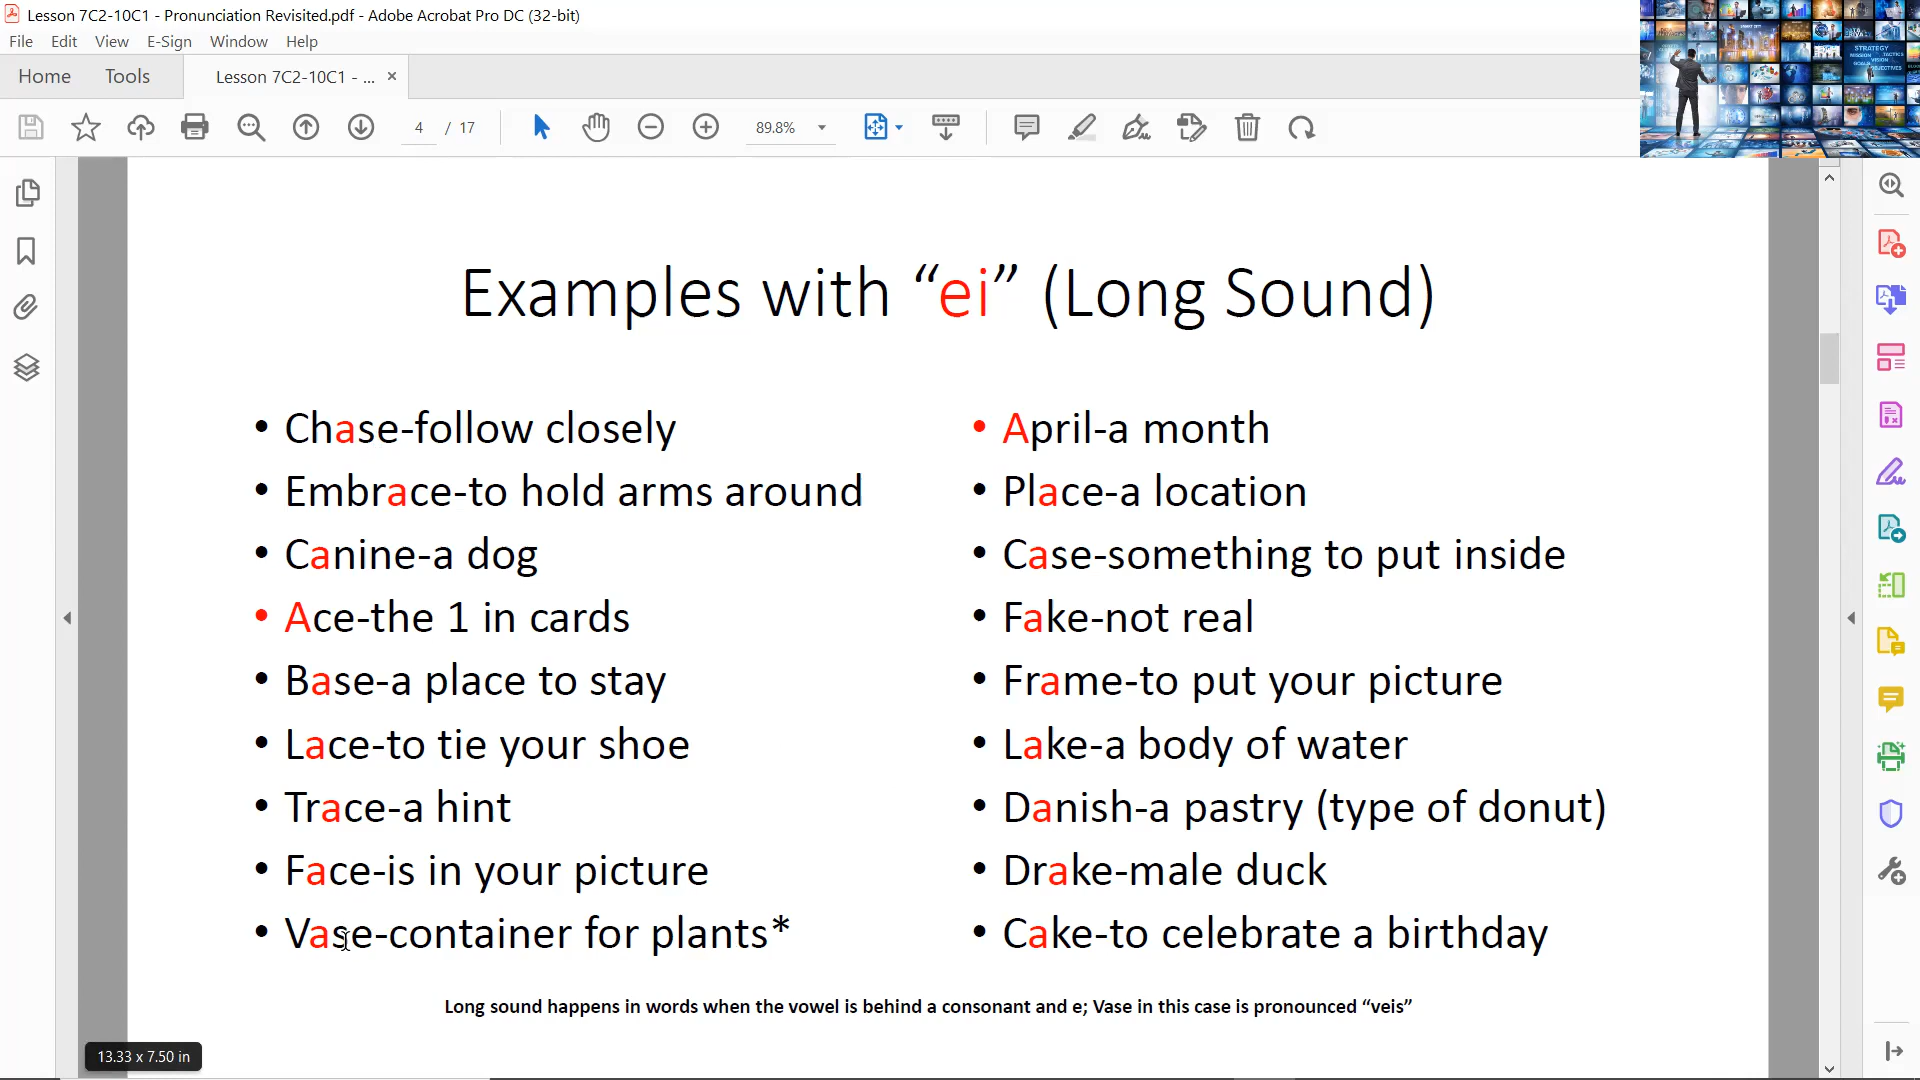 Lesson 7C2-10C1 - Pronunciation Revisited.pdf - Adobe Acrobat Pro DC (32-bit)
File Edit View E-Sign Window Help
Home Tools Lesson 7C2-10C1 - ... ×
4 / 17 89.8%
STRATEGY
MISSION TACTICS
VISION
GOALS OBJECTIVES
Examples with “ei” (Long Sound)
• Chase-follow closely
• Embrace-to hold arms around
• Canine-a dog
• Ace-the 1 in cards
• Base-a place to stay
• Lace-to tie your shoe
• Trace-a hint
• Face-is in your picture
• Vase-container for plants*
• April-a month
• Place-a location
• Case-something to put inside
• Fake-not real
• Frame-to put your picture
• Lake-a body of water
• Danish-a pastry (type of donut)
• Drake-male duck
• Cake-to celebrate a birthday
Long sound happens in words when the vowel is behind a consonant and e; Vase in this case is pronounced “veis”
13.33 x 7.50 in